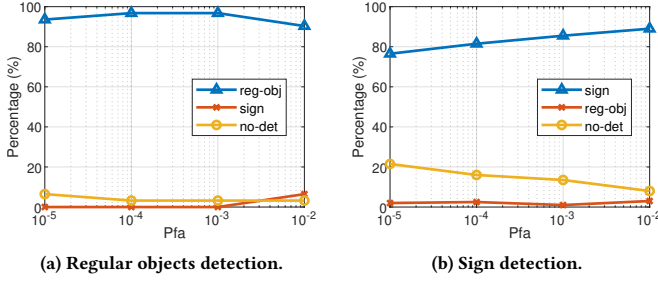 100
80
60
40
20
0
Percentage (%)
reg-obj
sign
no-det
10-5
10-4
10-3
10-2
Pfa
(a) Regular objects detection.
100
80
60
40
20
0
Percentage (%)
sign
reg-obj
no-det
10-5
10-4
10-3
10-2
Pfa
(b) Sign detection.